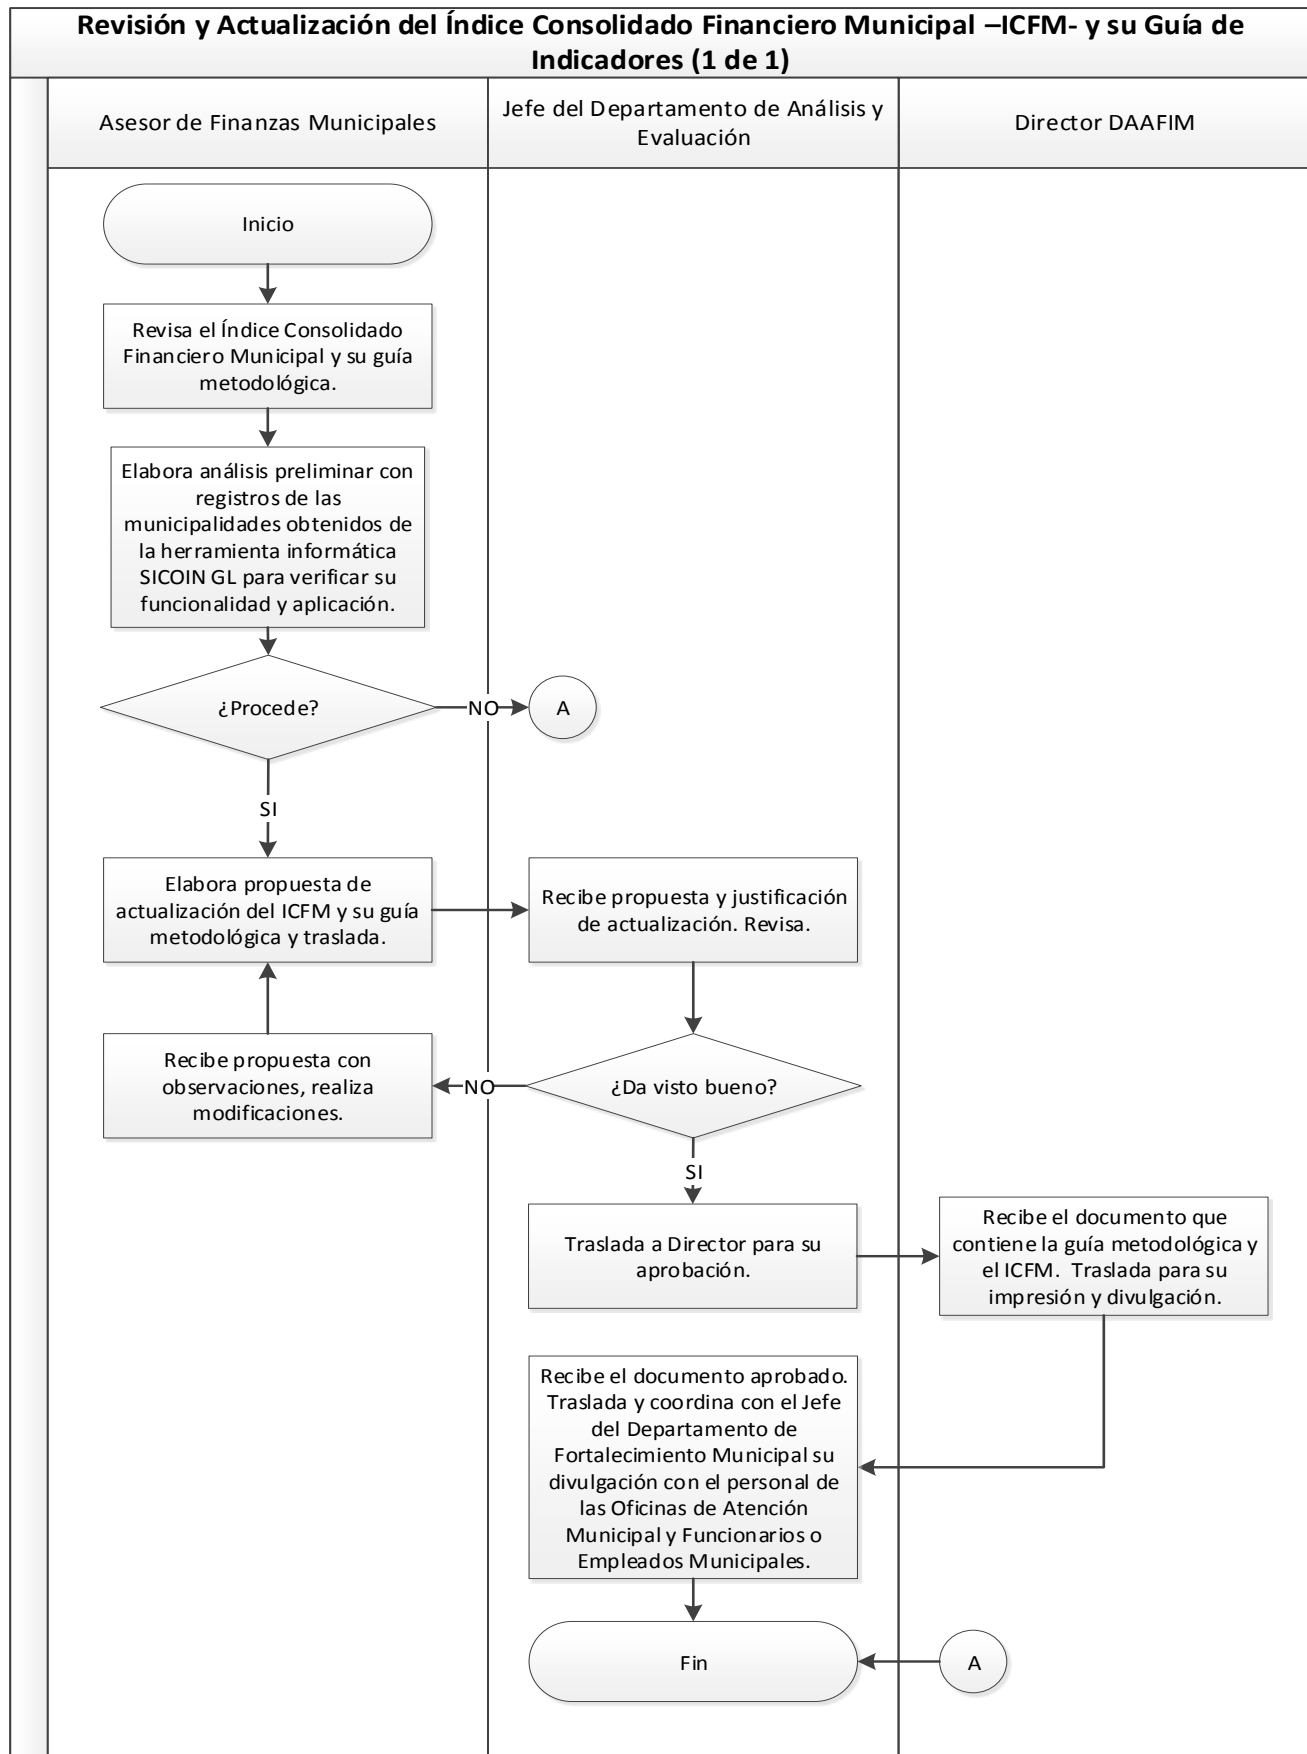 Revisión y Actualización del Índice Consolidado Financiero Municipal –ICFM- y su Guía de
Indicadores (1 de 1)
Asesor de Finanzas Municipales
Jefe del Departamento de Análisis y
Evaluación
Director DAAFIM
Inicio
Revisa el Índice Consolidado
Financiero Municipal y su guía
metodológica.
Elabora análisis preliminar con
registros de las
municipalidades obtenidos de
la herramienta informática
SICOIN GL para verificar su
funcionalidad y aplicación.
¿Procede?
NO
A
SI
Elabora propuesta de
actualización del ICFM y su guía
metodológica y traslada.
Recibe propuesta y justificación
de actualización. Revisa.
Recibe propuesta con
observaciones, realiza
modificaciones.
NO
¿Da visto bueno?
SI
Traslada a Director para su
aprobación.
Recibe el documento que
contiene la guía metodológica y
el ICFM.  Traslada para su
impresión y divulgación.
Recibe el documento aprobado.
Traslada y coordina con el Jefe
del Departamento de
Fortalecimiento Municipal su
divulgación con el personal de
las Oficinas de Atención
Municipal y Funcionarios o
Empleados Municipales.
Fin
A